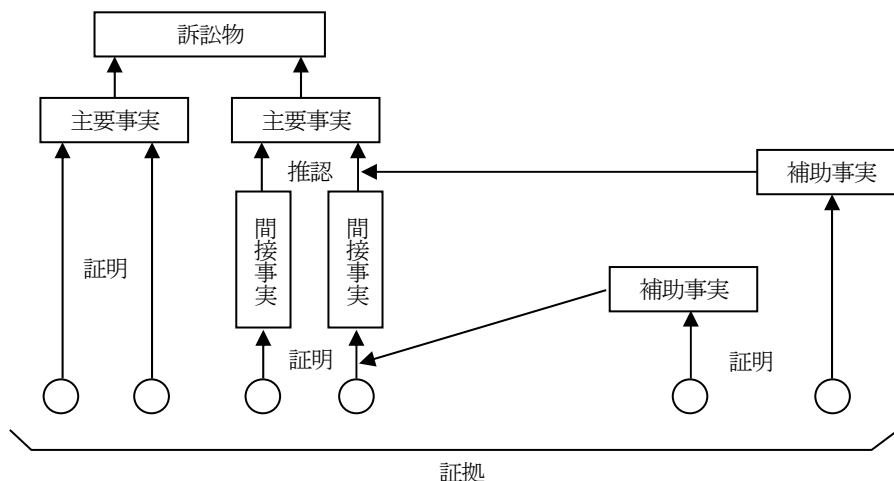 訴訟物
主要事実
主要事実
推認
補助事実
間接事実
間接事実
証明
補助事実
証明
証明
証拠